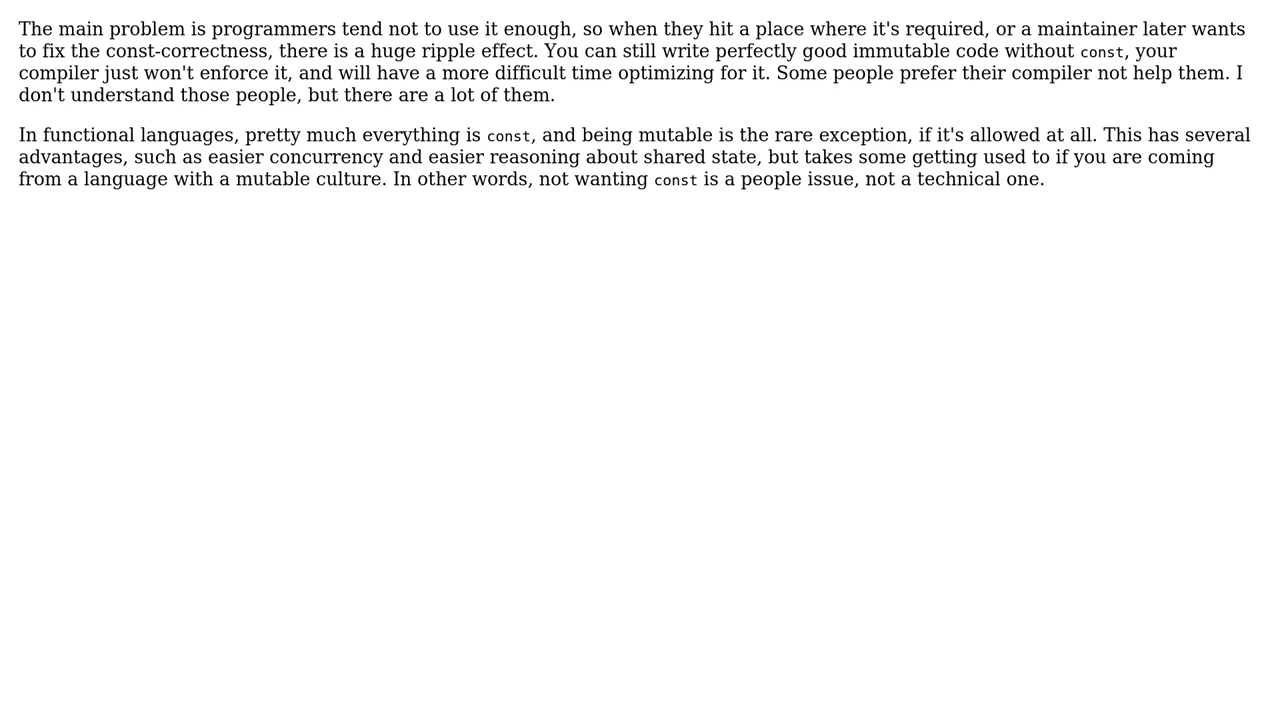 The main problem is programmers tend not to use it enough, so when they hit a place where it's required, or a maintainer later wants
to fix the const-correctness, there is a huge ripple effect. You can still write perfectly good immutable code without const, your
compiler just won't enforce it, and will have a more difficult time optimizing for it. Some people prefer their compiler not help them. I
don't understand those people, but there are a lot of them.
In functional languages, pretty much everything is const, and being mutable is the rare exception, if it's allowed at all. This has several
advantages, such as easier concurrency and easier reasoning about shared state, but takes some getting used to if you are coming
from a language with a mutable culture. In other words, not wanting const is a people issue, not a technical one.